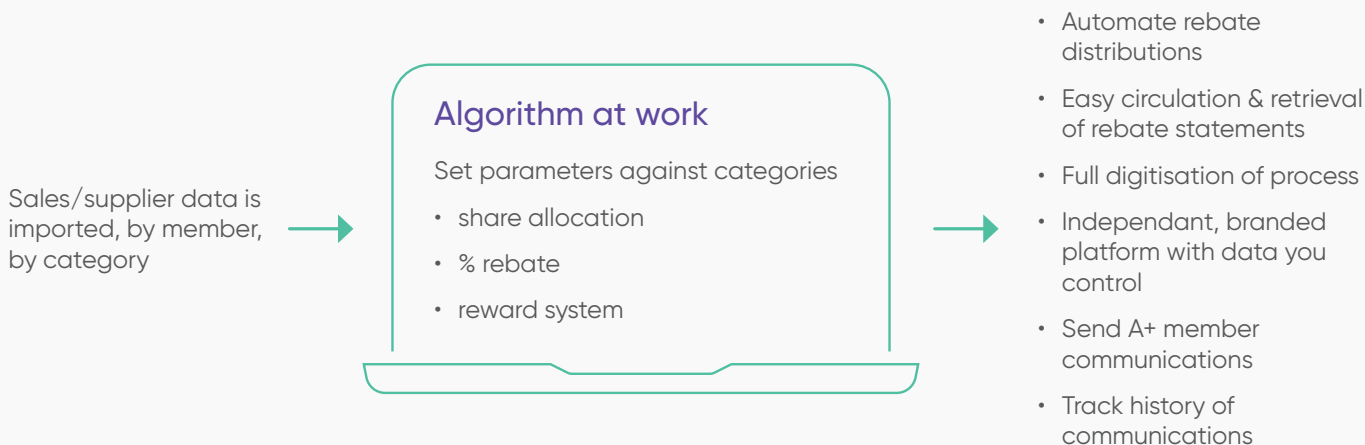 Sales/supplier data is
imported, by member,
by category
Algorithm at work
Set parameters against categories
• share allocation
• % rebate
• reward system
• Automate rebate
distributions
• Easy circulation & retrieval
of rebate statements
• Full digitisation of process
• Independant, branded
platform with data you
control
• Send A+ member
communications
• Track history of
communications